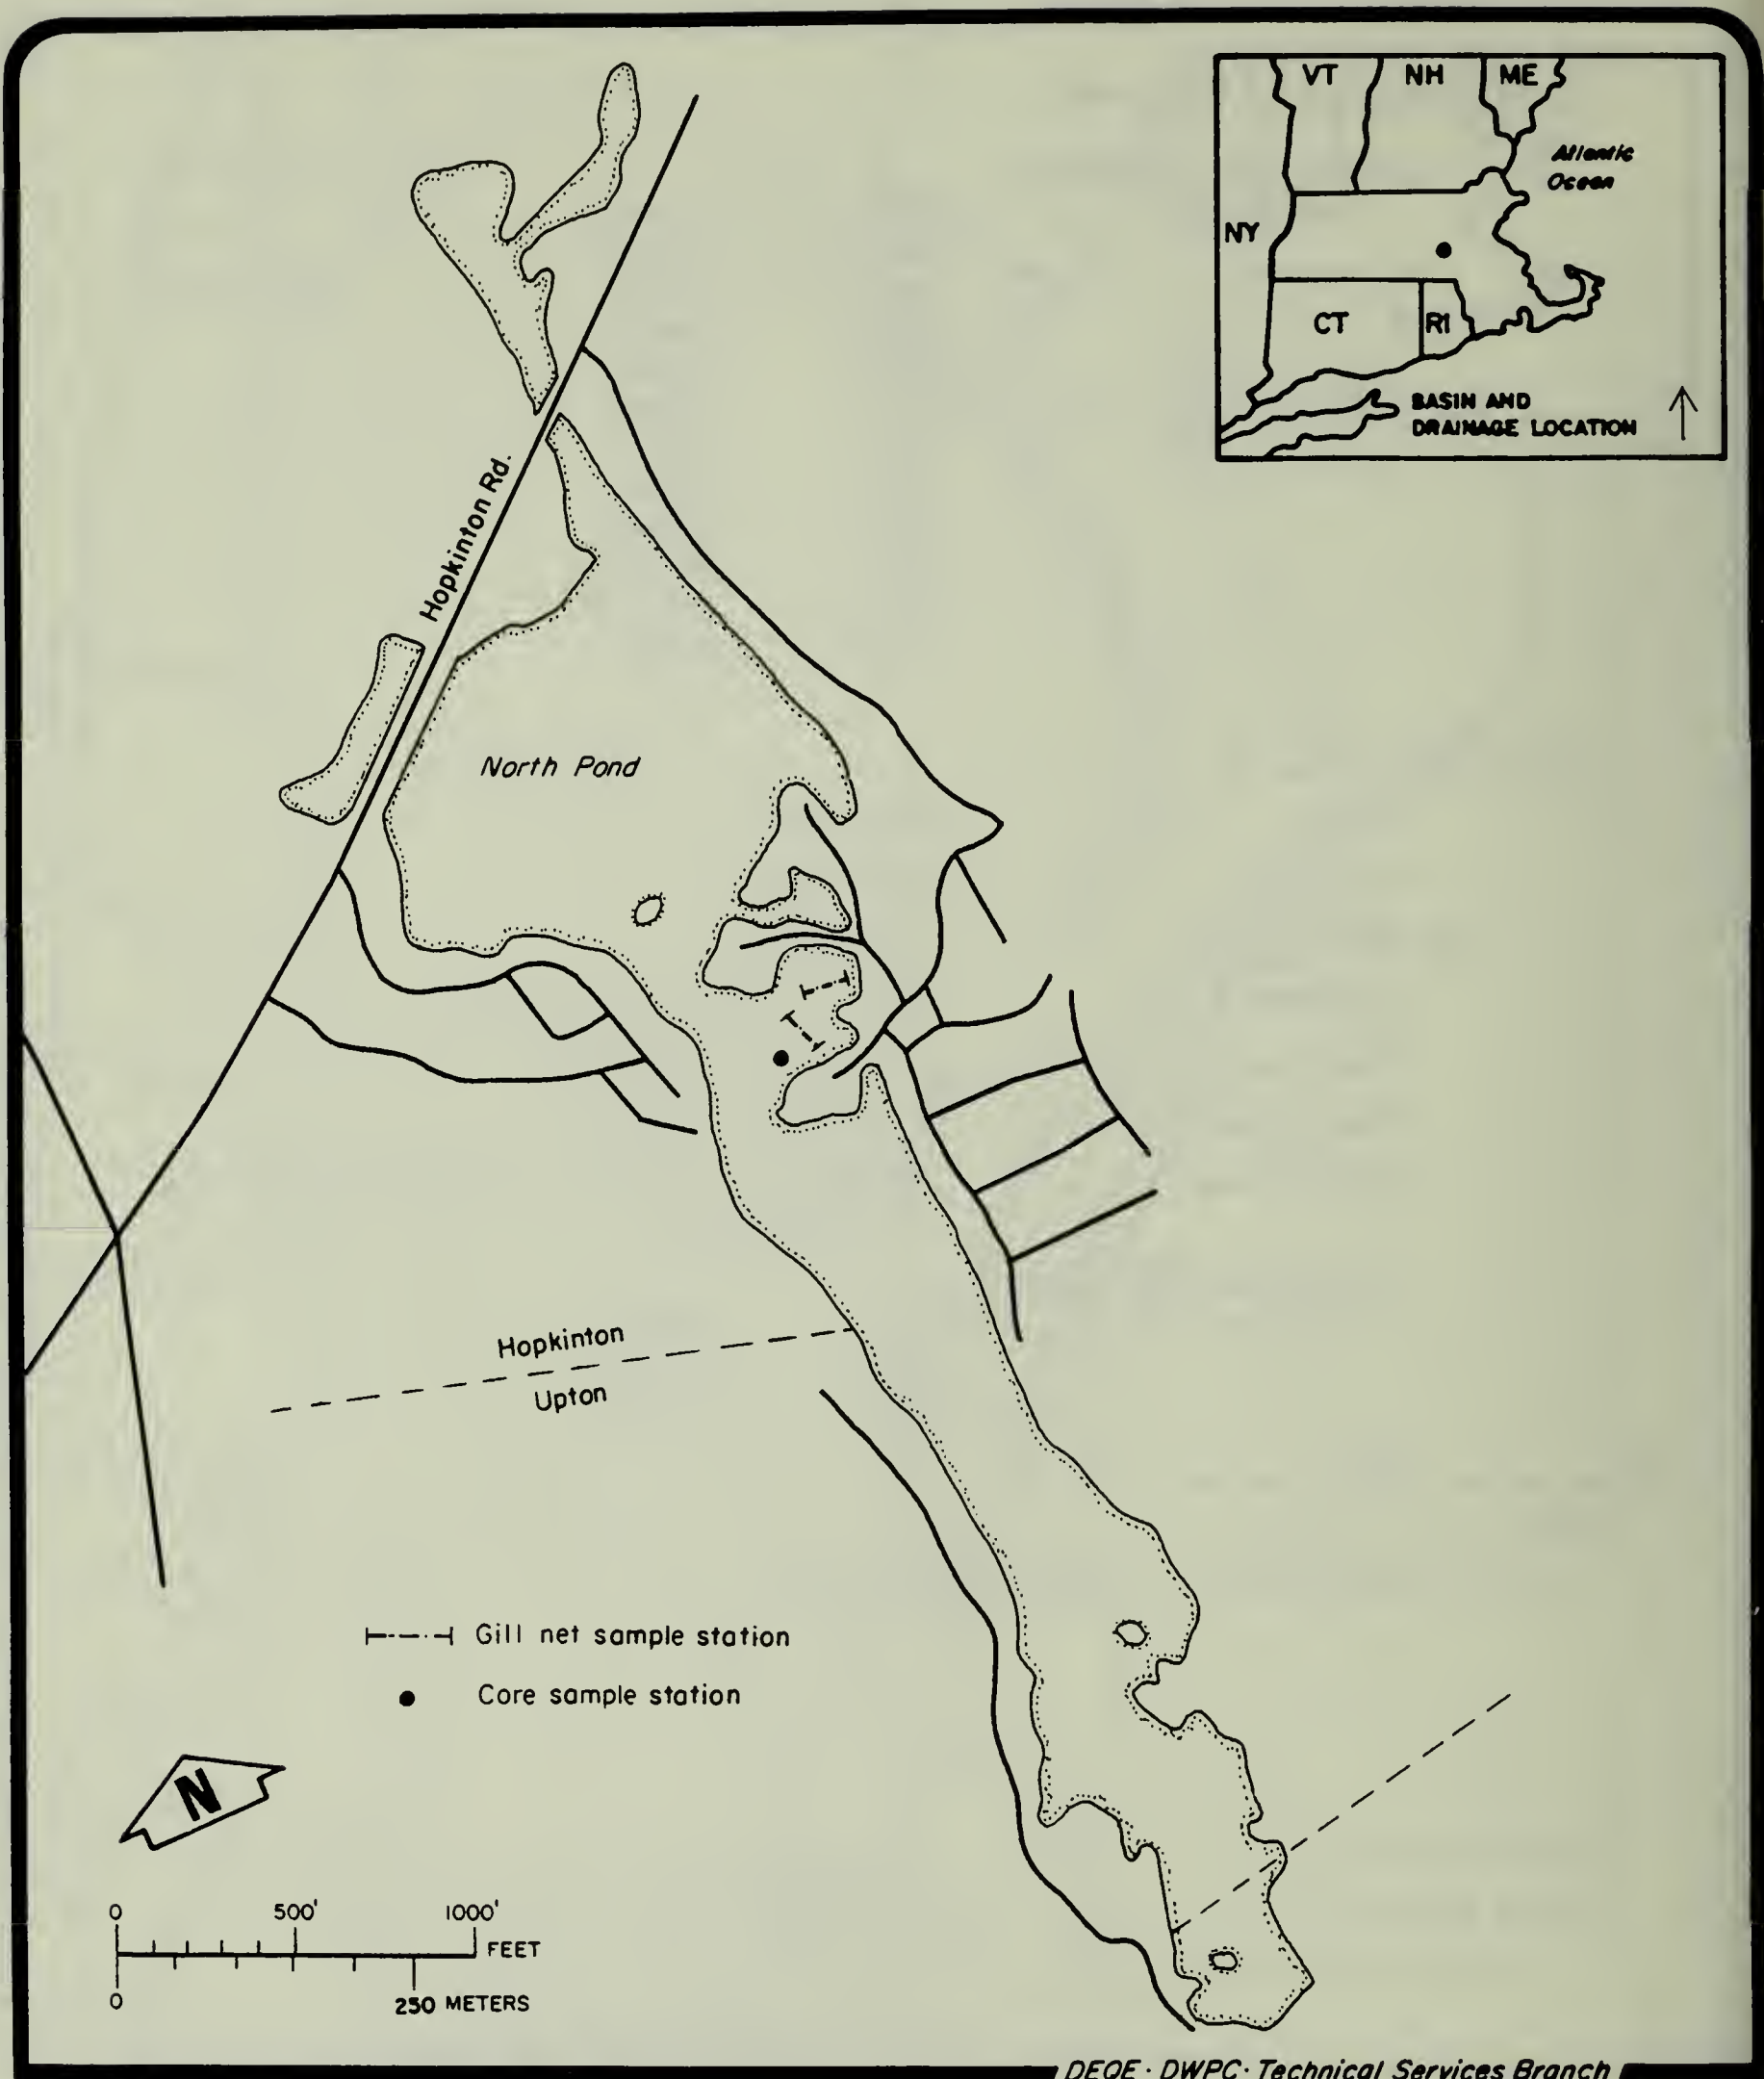 VT NH ME
Atlantic
Ocean
NY
CT RI
BASIN AND
DRAINAGE LOCATION
Hopkinton Rd.
North Pond
Hopkinton
Upton
Gill net sample station
Core sample station
N
0 500' 1000'
FEET
0 250 METERS
DEQE · DWPC · Technical Services Branch